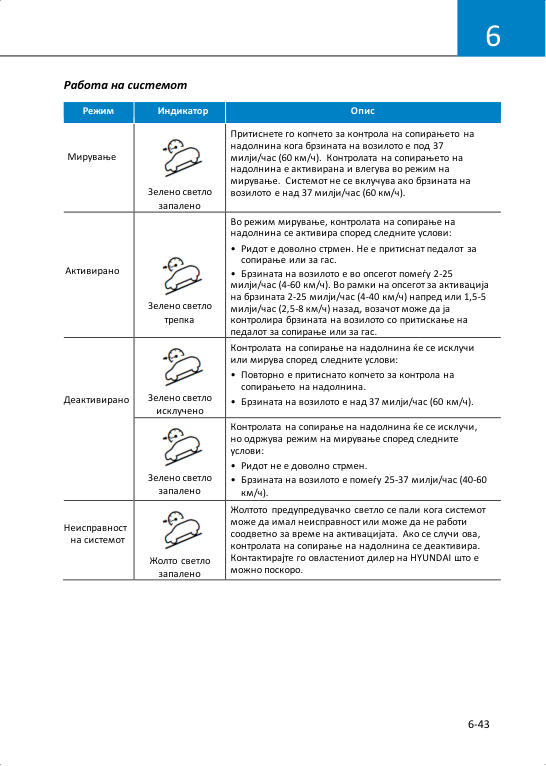 6
Работа на системот
Режим Индикатор Опис
Мирување
Зелено светло
запалено
Притиснете го копчето за контрола на сопирањето на
надолнина кога брзината на возилото е под 37
милји/час (60 км/ч). Контролата на сопирањето на
надолнина е активирана и влегува во режим на
мирување. Системот не се вклучува ако брзината на
возилото е над 37 милји/час (60 км/ч).
Активирано
Зелено светло
трепка
Во режим мирување, контролата на сопирање на
надолнина се активира според следните услови:
• Ридот е доволно стрмен. Не е притиснат педалот за
сопирање или за гас.
• Брзината на возилото е во опсегот помеѓу 2-25
милји/час (4-60 км/ч). Во рамки на опсегот за активација
на брзината 2-25 милји/час (4-40 км/ч) напред или 1,5-5
милји/час (2,5-8 км/ч) назад, возачот може да ја
контролира брзината на возилото со притискање на
педалот за сопирање или за гас.
Деактивирано
Зелено светло
исклучено
Контролата на сопирање на надолнина ќе се исклучи
или мирува според следните услови:
• Повторно е притиснато копчето за контрола на
сопирањето на надолнина.
• Брзината на возилото е над 37 милји/час (60 км/ч).
Зелено светло
запалено
Контролата на сопирање на надолнина ќе се исклучи,
но одржува режим на мирување според следните
услови:
• Ридот не е доволно стрмен.
• Брзината на возилото е помеѓу 25-37 милји/час (40-60
км/ч).
Неисправност
на системот
Жолто светло
запалено
Жолтото предупредувачко светло се пали кога системот
може да имал неисправност или може да не работи
соодветно за време на активацијата. Ако се случи ова,
контролата на сопирање на надолнина се деактивира.
Контактирајте го овластениот дилер на HYUNDAI што е
можно поскоро.
6-43